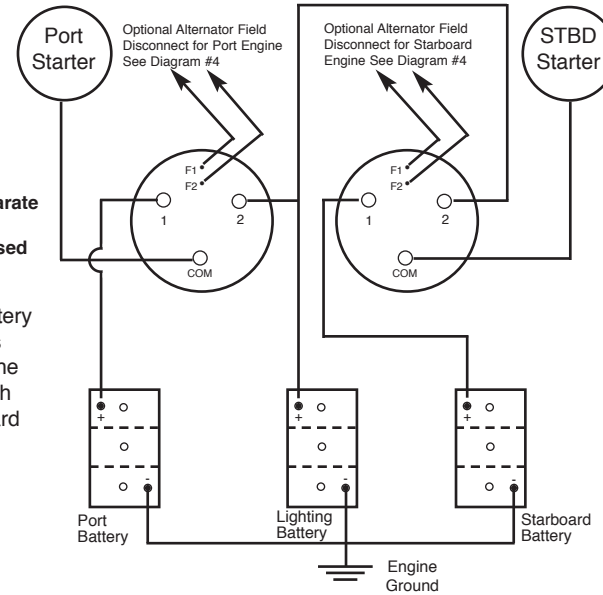 Port
Starter
Optional Alternator Field
Disconnect for Port Engine
See Diagram #4
Optional Alternator Field
Disconnect for Starboard
Engine See Diagram #4
STBD
Starter
arate
sed
tery
s
ne
h
ard
F1
F2
1
2
COM
F1
F2
1
2
COM
+
-
+
-
+
-
Port
Battery
Lighting
Battery
Starboard
Battery
Engine
Ground